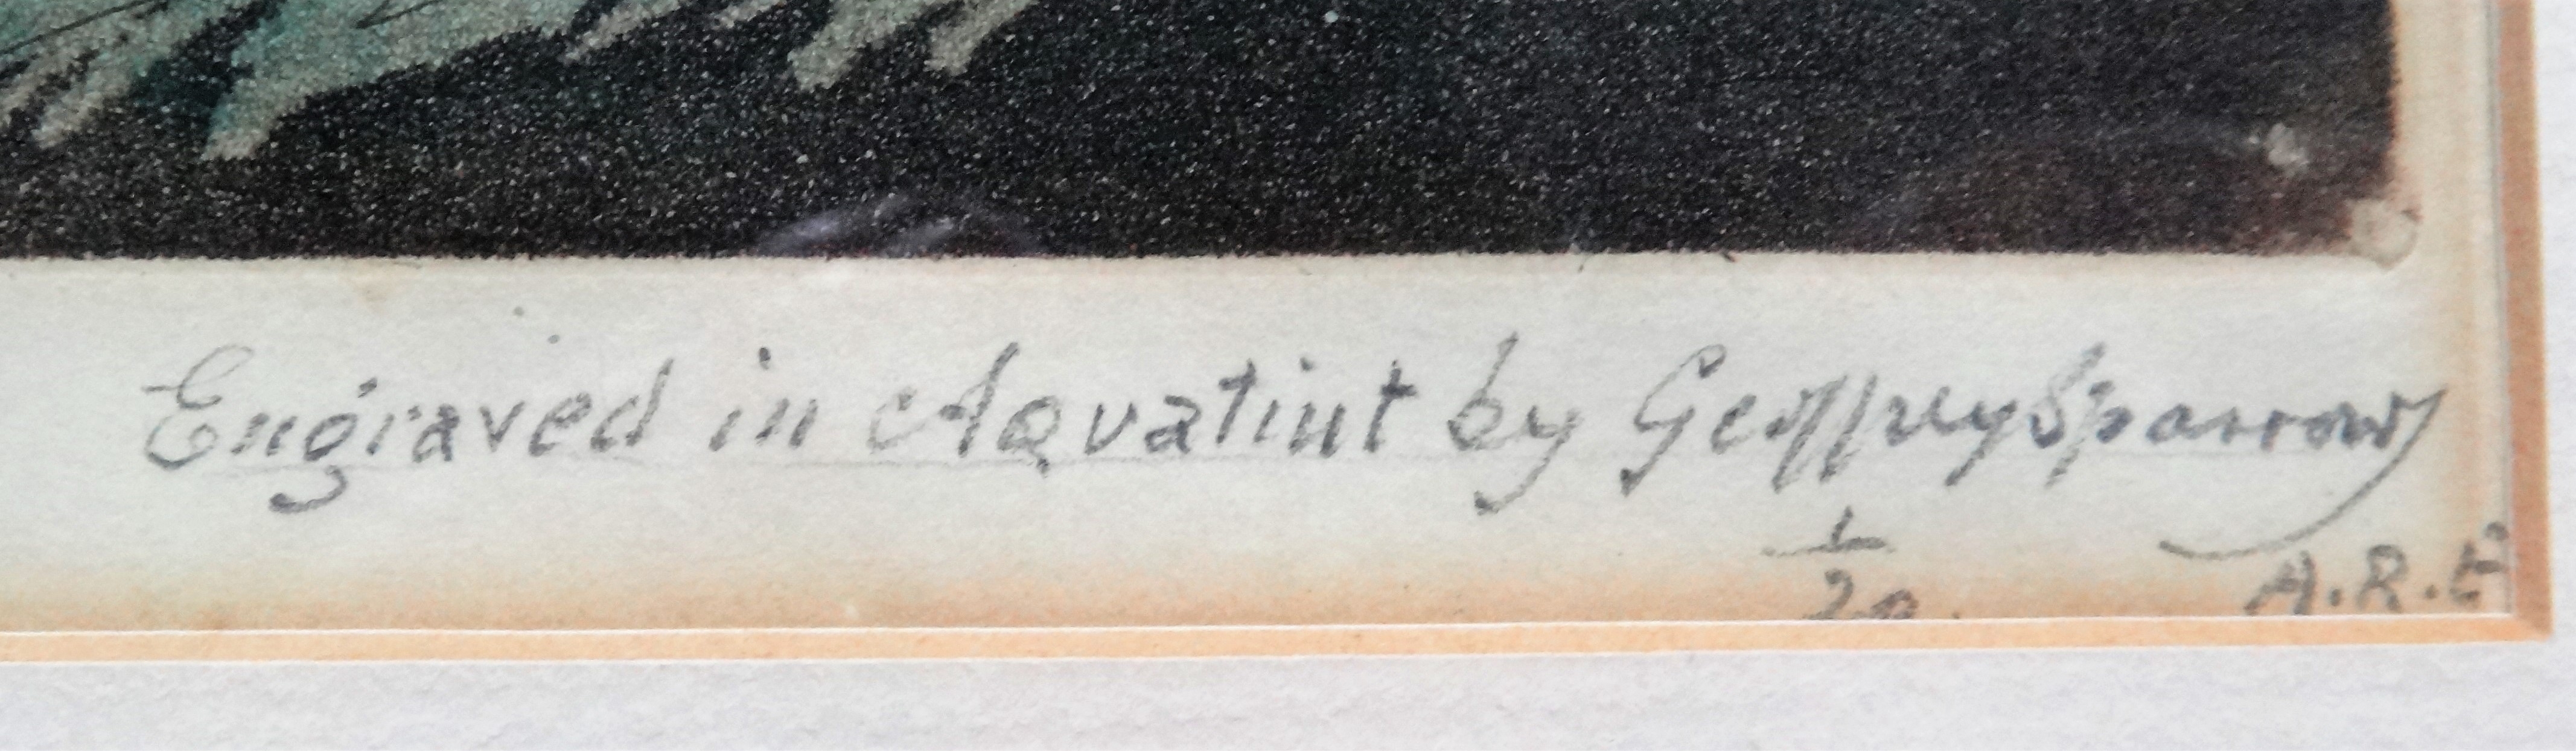 Engraved in Aquatint by Geoffrey Sparrow
1/20
A.R.E